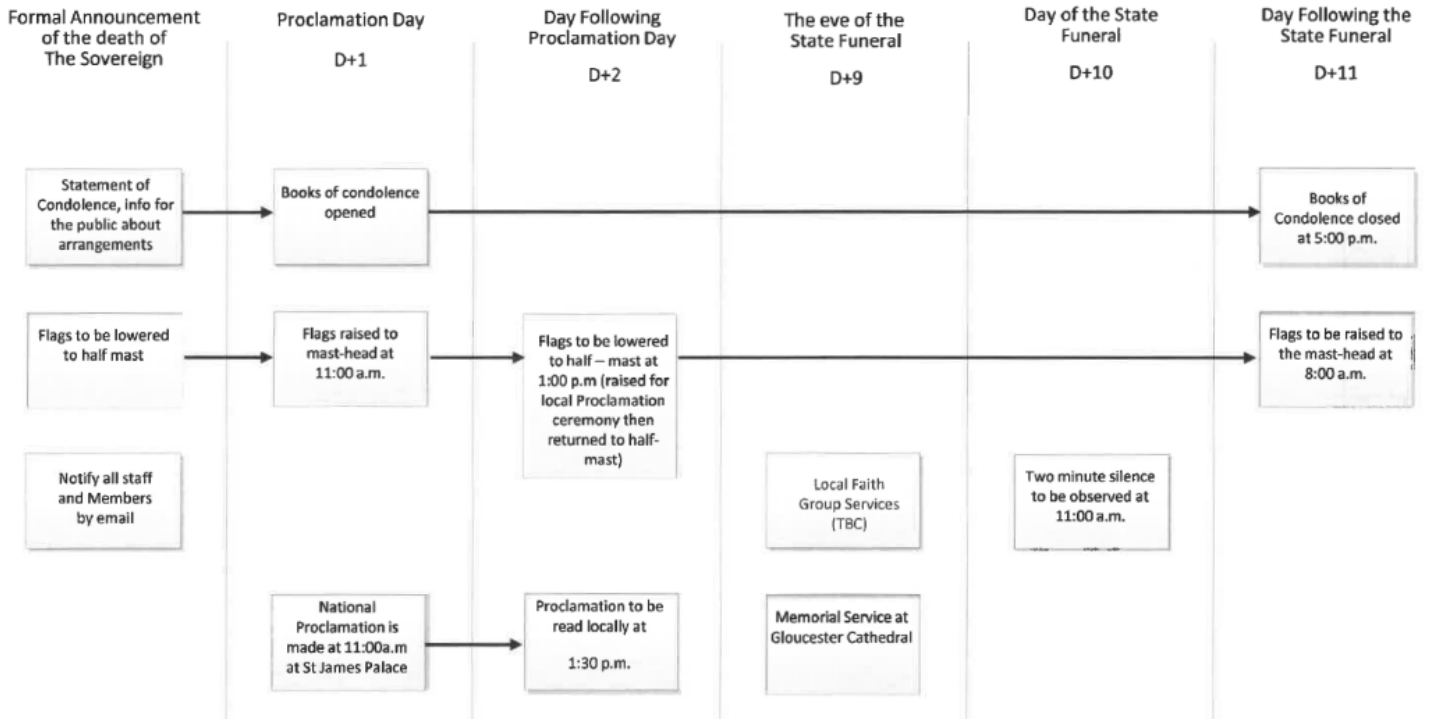 Formal Announcement
of the death of
The Sovereign
Proclamation Day
D+1
Day Following
Proclamation Day
D+2
The eve of the
State Funeral
D+9
Day of the State
Funeral
D+10
Day Following the
State Funeral
D+11
Statement of
Condolence, info for
the public about
arrangements
Books of condolence
opened
Books of
Condolence closed
at 5:00 p.m.
Flags to be lowered
to half mast
Flags raised to
mast-head at
11:00 a.m.
Flags to be lowered
to half – mast at
1:00 p.m (raised for
local Proclamation
ceremony then
returned to half-
mast)
Flags to be raised to
the mast-head at
8:00 a.m.
Notify all staff
and Members
by email
Local Faith
Group Services
(TBC)
Two minute silence
to be observed at
11:00 a.m.
National
Proclamation is
made at 11:00a.m
at St James Palace
Proclamation to be
read locally at
1:30 p.m.
Memorial Service at
Gloucester Cathedral